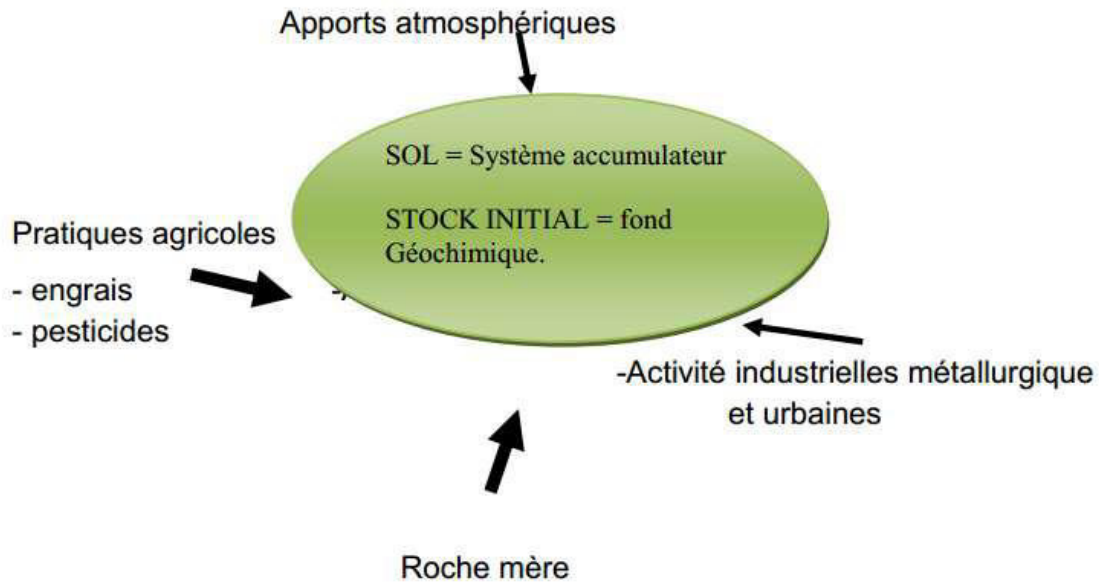 Apports atmosphériques
SOL = Système accumulateur
STOCK INITIAL = fond
Géochimique.
Pratiques agricoles
- engrais
- pesticides
-Activité industrielles métallurgique
et urbaines
Roche mère